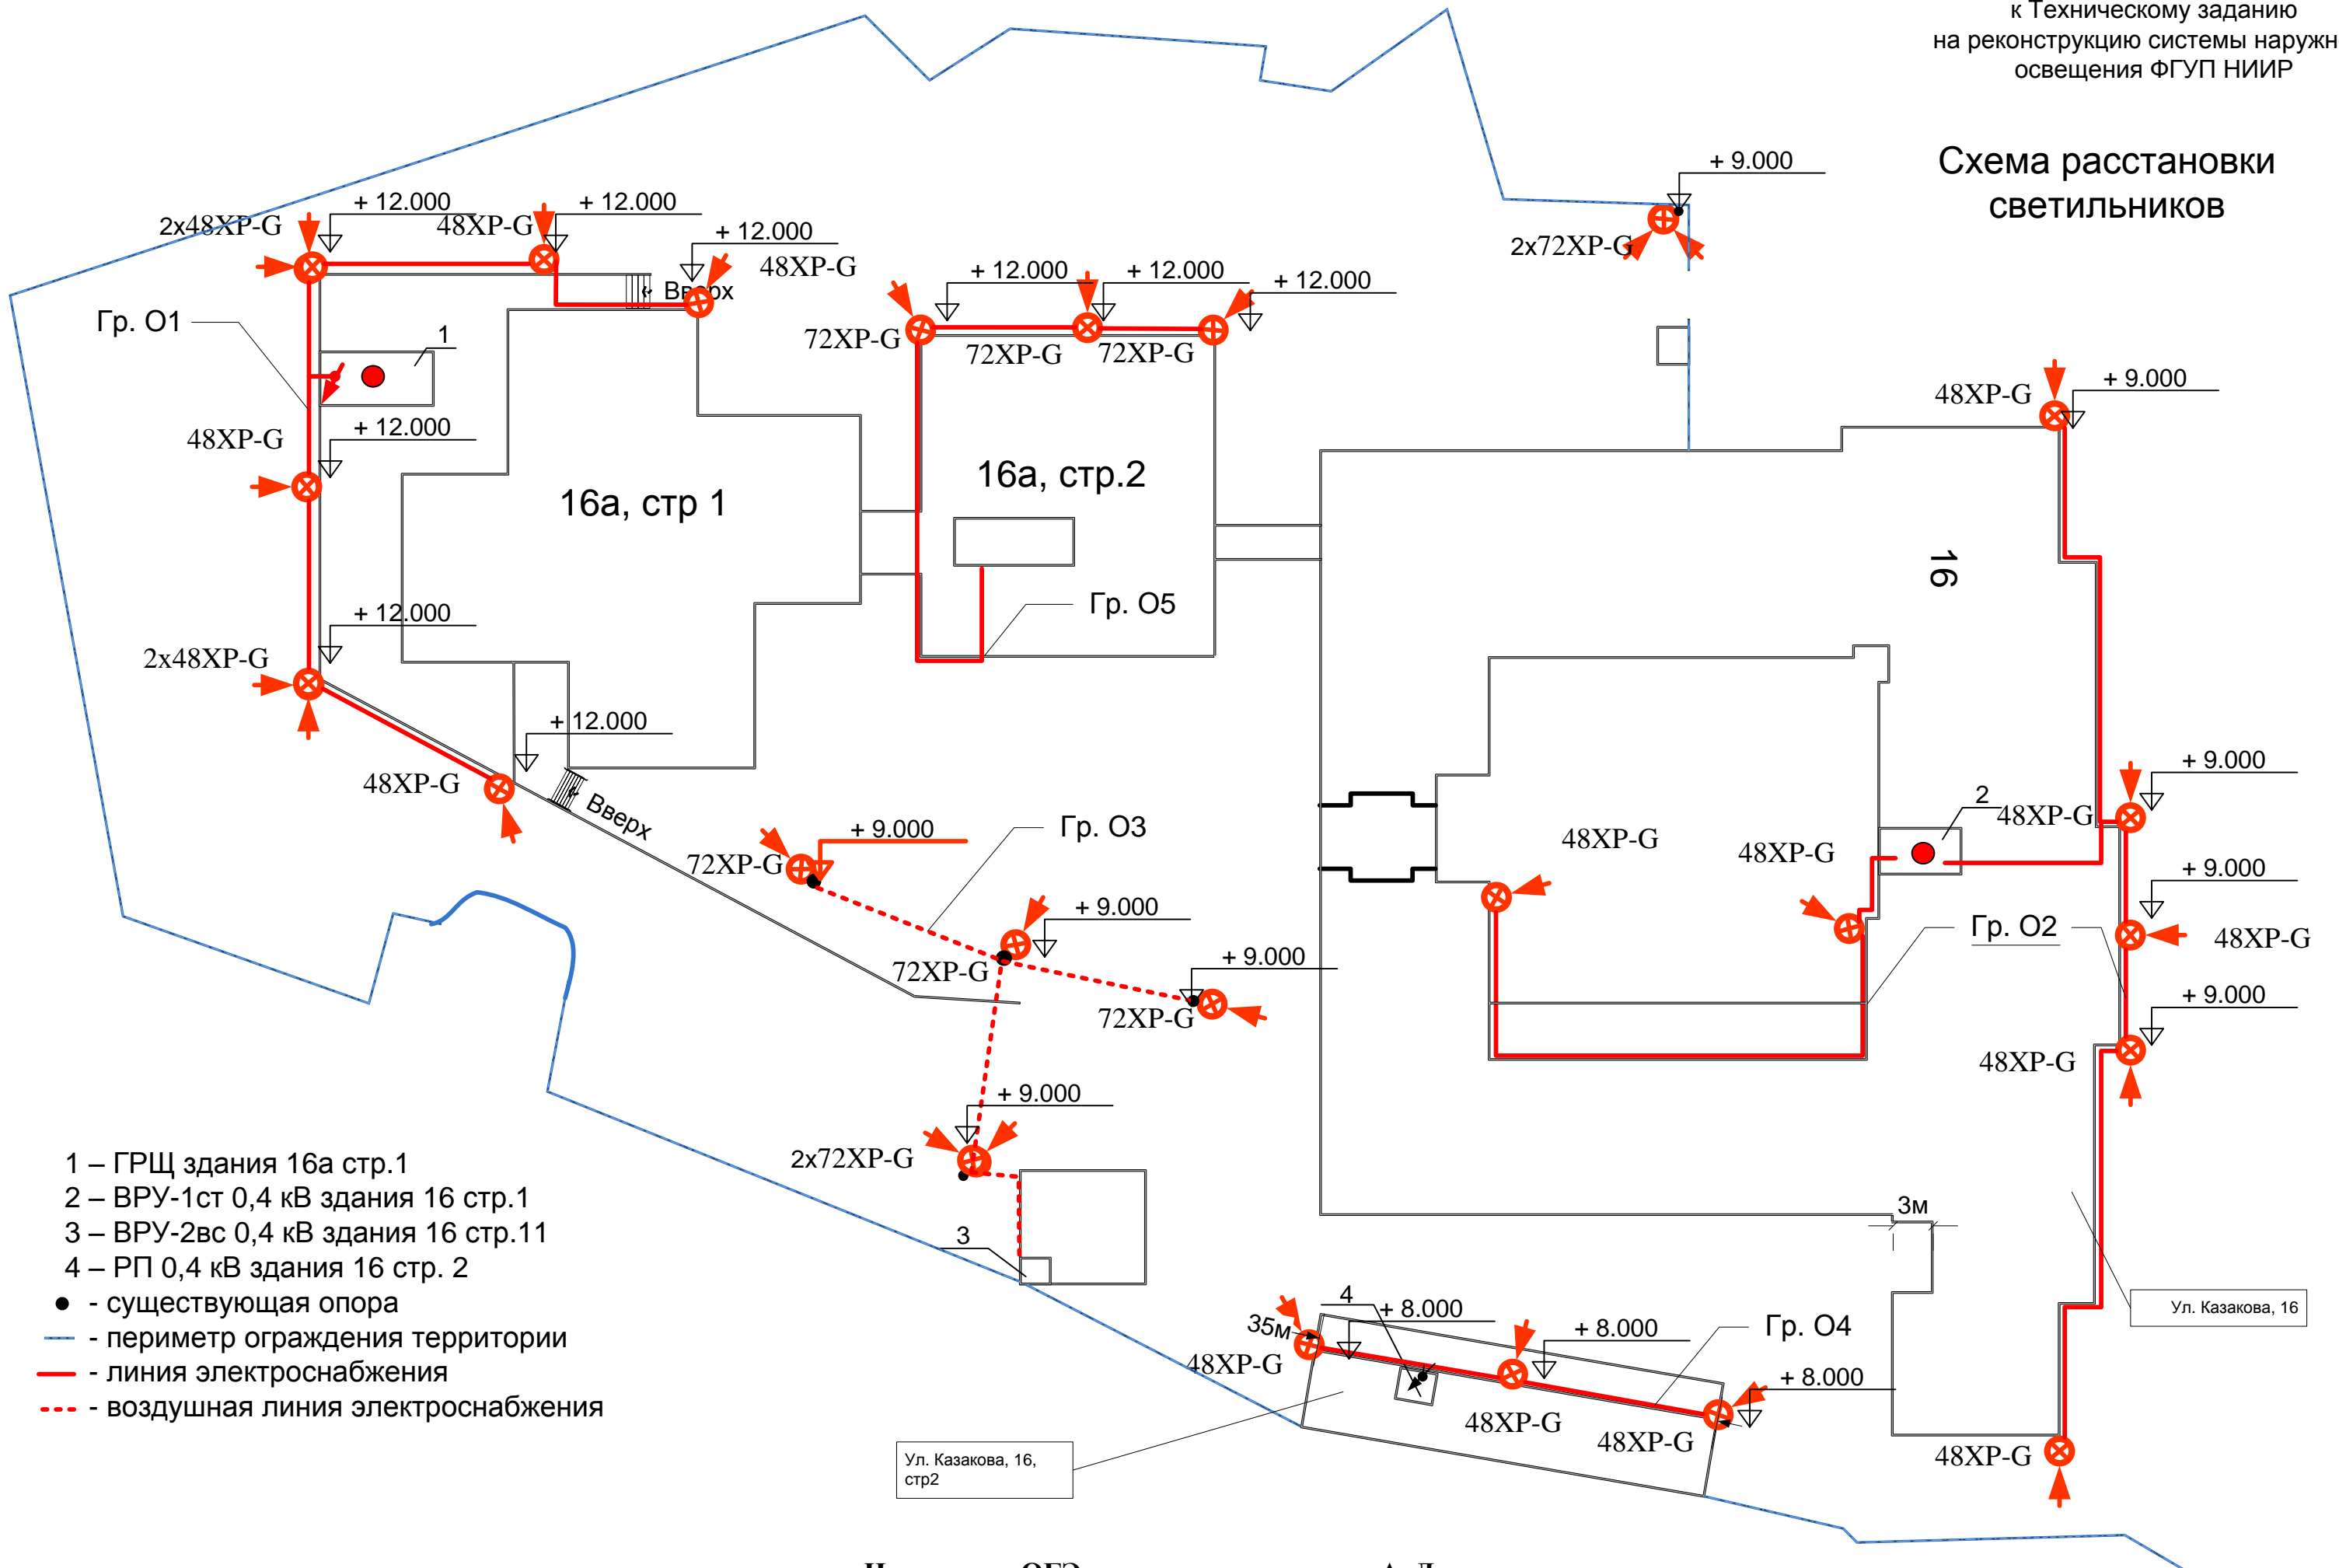 к Техническому заданию
на реконструкцию системы наружн
освещения ФГУП НИИР
Схема расстановки
светильников
+ 9.000
2x72XP-G
+ 12.000
+ 12.000
2x48XP-G
48XP-G
+ 12.000
48XP-G
Вверх
+ 12.000
+ 12.000
+ 12.000
72XP-G
72XP-G
72XP-G
Гр. О1
1
48XP-G
+ 12.000
16а, стр 1
16а, стр.2
48XP-G
+ 9.000
16
Гр. О5
+ 12.000
2x48XP-G
+ 12.000
48XP-G
Вверх
+ 9.000
72XP-G
Гр. О3
+ 9.000
72XP-G
+ 9.000
72XP-G
48XP-G
48XP-G
2
48XP-G
+ 9.000
+ 9.000
Гр. О2
48XP-G
+ 9.000
48XP-G
+ 9.000
2x72XP-G
3
1 – ГРЩ здания 16а стр.1
2 – ВРУ-1ст 0,4 кВ здания 16 стр.1
3 – ВРУ-2вс 0,4 кВ здания 16 стр.11
4 – РП 0,4 кВ здания 16 стр. 2
- существующая опора
- периметр ограждения территории
- линия электроснабжения
- воздушная линия электроснабжения
3м
4
+ 8.000
35м
48XP-G
+ 8.000
Гр. О4
+ 8.000
48XP-G
48XP-G
Ул. Казакова, 16
48XP-G
Ул. Казакова, 16,
стр2